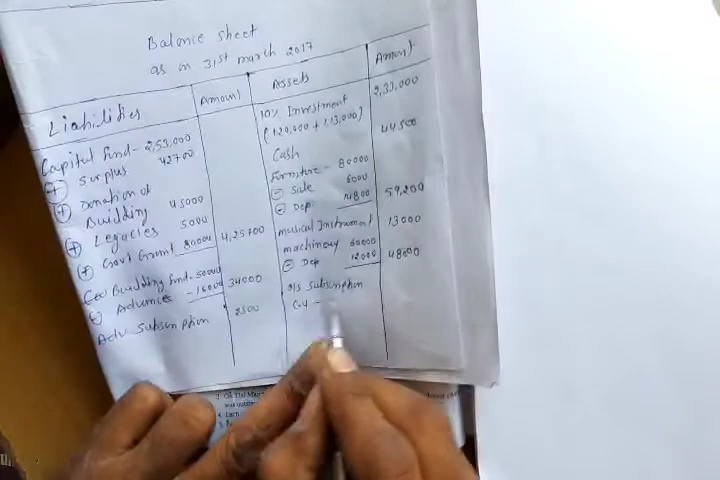 Balance Sheet
as on 31st march 2017
Liabilities Amount Assets Amount
Capital fund - 2,53,000
(+) Surplus 42700
(+) Donation of
Building 45000
(+) Legacies 5000
(+) Govt Grant 80000 4,25700
Building fund - 50000
(-) - 16000 34000
Adv Subscription 2500
10% Investment 2,33,000
(1,20,000 + 1,13,000)
Cash 44500
Furniture - 80000
(-) Sale 6000
(-) Dep 14800 59,200
musical Instrument 13000
machinery 60000
(-) Dep 12000 48000
O/s Subscription